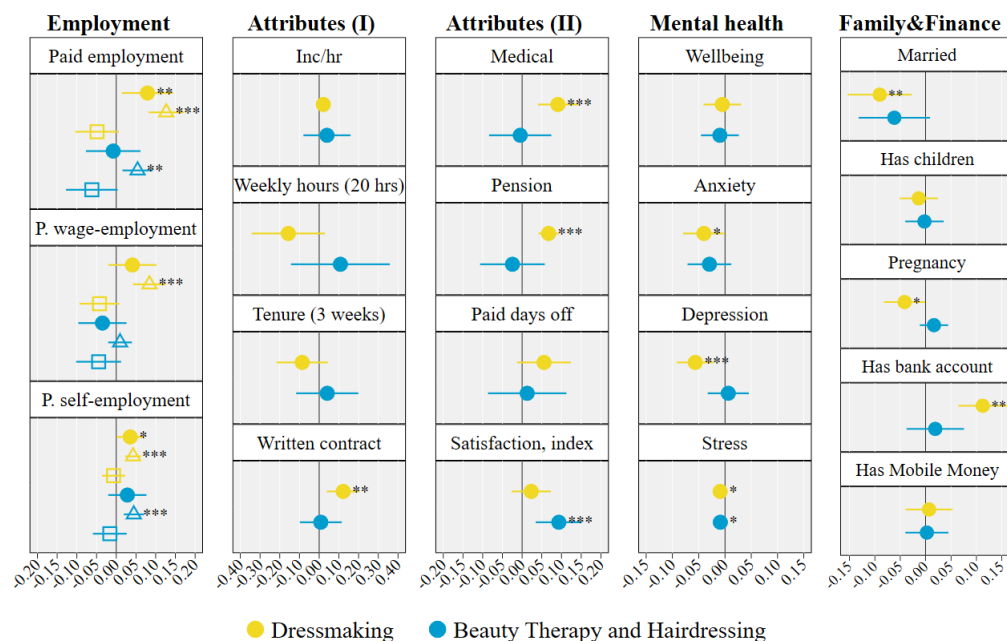 Employment
Attributes (I)
Attributes (II)
Mental health
Family&Finance
Paid employment
**
***
**
P. wage-employment
***
P. self-employment
*
***
***
-0.20 -0.15 -0.10 -0.05 0.00 0.05 0.10 0.15 0.20
Inc/hr
Weekly hours (20 hrs)
Tenure (3 weeks)
Written contract
**
-0.40 -0.30 -0.20 -0.10 0.00 0.10 0.20 0.30 0.40
Medical
***
Pension
***
Paid days off
Satisfaction, index
***
-0.20 -0.15 -0.10 -0.05 0.00 0.05 0.10 0.15 0.20
Wellbeing
Anxiety
*
Depression
***
Stress
*
*
-0.15 -0.10 -0.05 0.00 0.05 0.10 0.15
Married
**
Has children
Pregnancy
*
Has bank account
**
Has Mobile Money
-0.15 -0.10 -0.05 0.00 0.05 0.10 0.15
Dressmaking
Beauty Therapy and Hairdressing